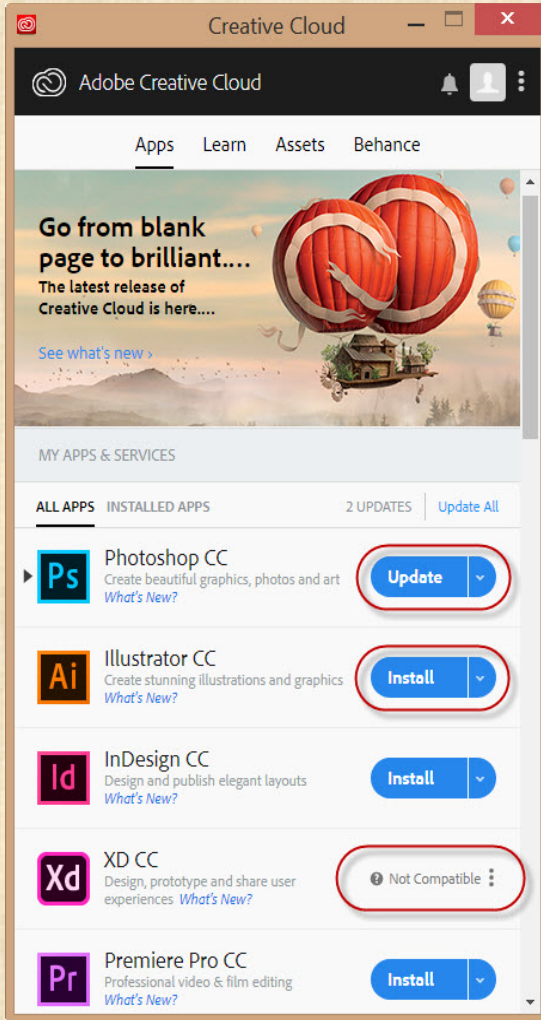 Creative Cloud
Adobe Creative Cloud
Apps Learn Assets Behance
Go from blank
page to brilliant....
The latest release of
Creative Cloud is here....
See what's new ›
MY APPS & SERVICES
ALL APPS INSTALLED APPS 2 UPDATES Update All
Ps Photoshop CC
Create beautiful graphics, photos and art
What's New?
Update
Ai Illustrator CC
Create stunning illustrations and graphics
What's New?
Install
Id InDesign CC
Design and publish elegant layouts
What's New?
Install
Xd XD CC
Design, prototype and share user
experiences What's New?
Not Compatible
Pr Premiere Pro CC
Professional video & film editing
What's New?
Install